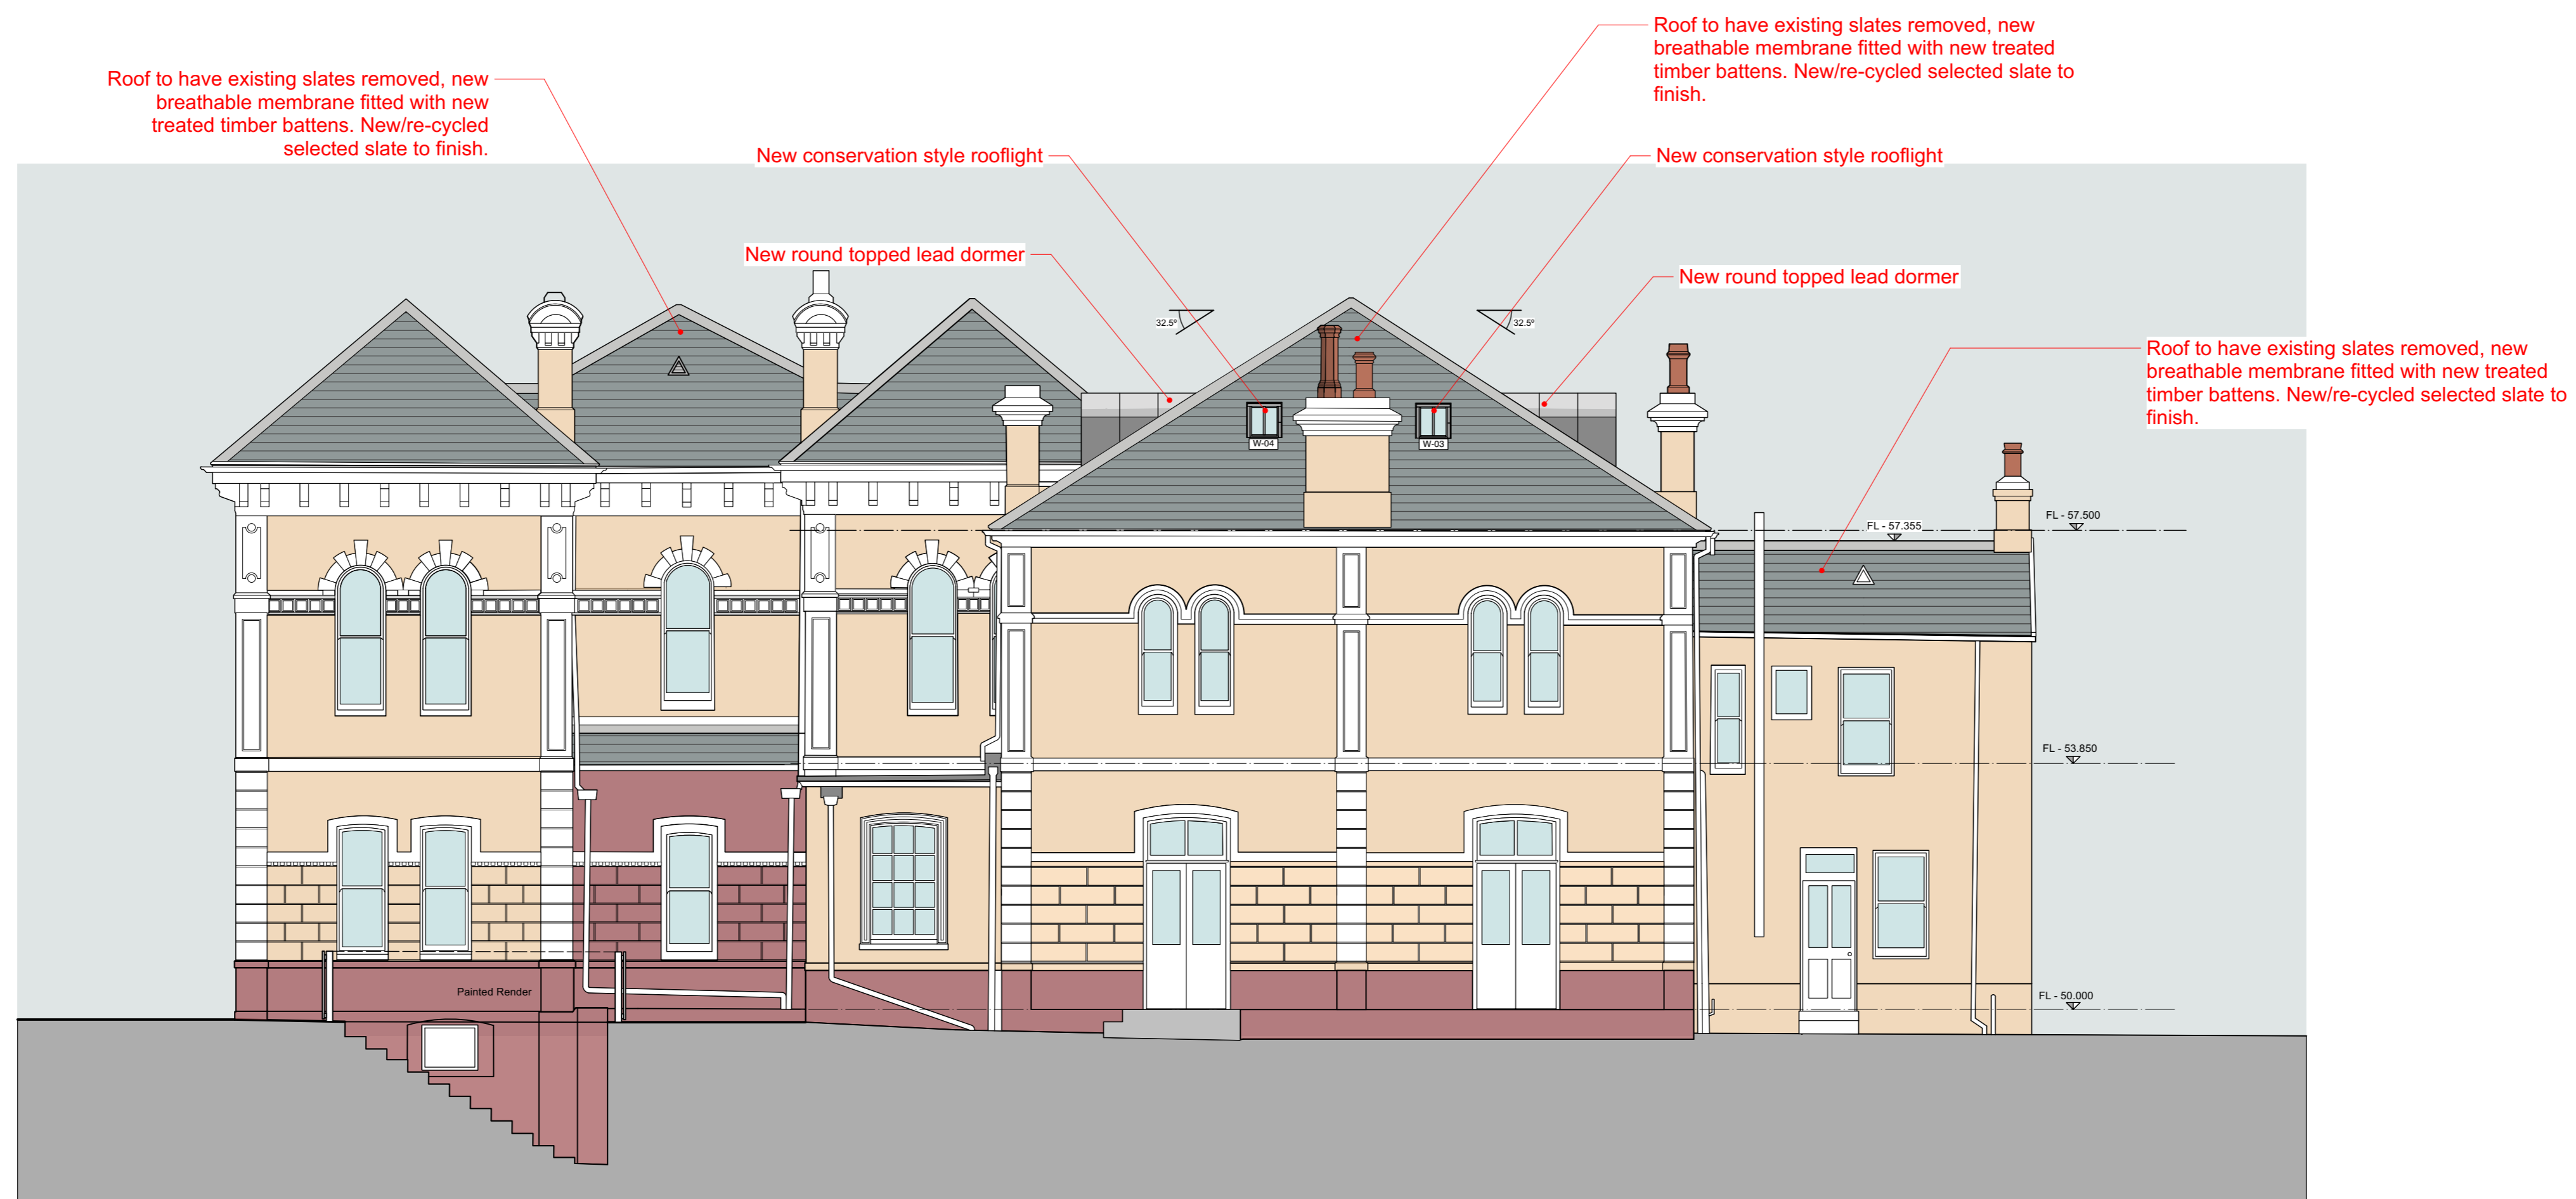 Roof to have existing slates removed, new
breathable membrane fitted with new treated
timber battens. New/re-cycled selected slate to
finish.
Roof to have existing slates removed, new
breathable membrane fitted with new
treated timber battens. New/re-cycled
selected slate to finish.
New conservation style rooflight
New conservation style rooflight
New round topped lead dormer
New round topped lead dormer
32.5°
32.5°
Roof to have existing slates removed, new
breathable membrane fitted with new treated
timber battens. New/re-cycled selected slate to
finish.
W-04
W-03
FL - 57.500
FL - 57.355
FL - 53.850
Painted Render
FL - 50.000